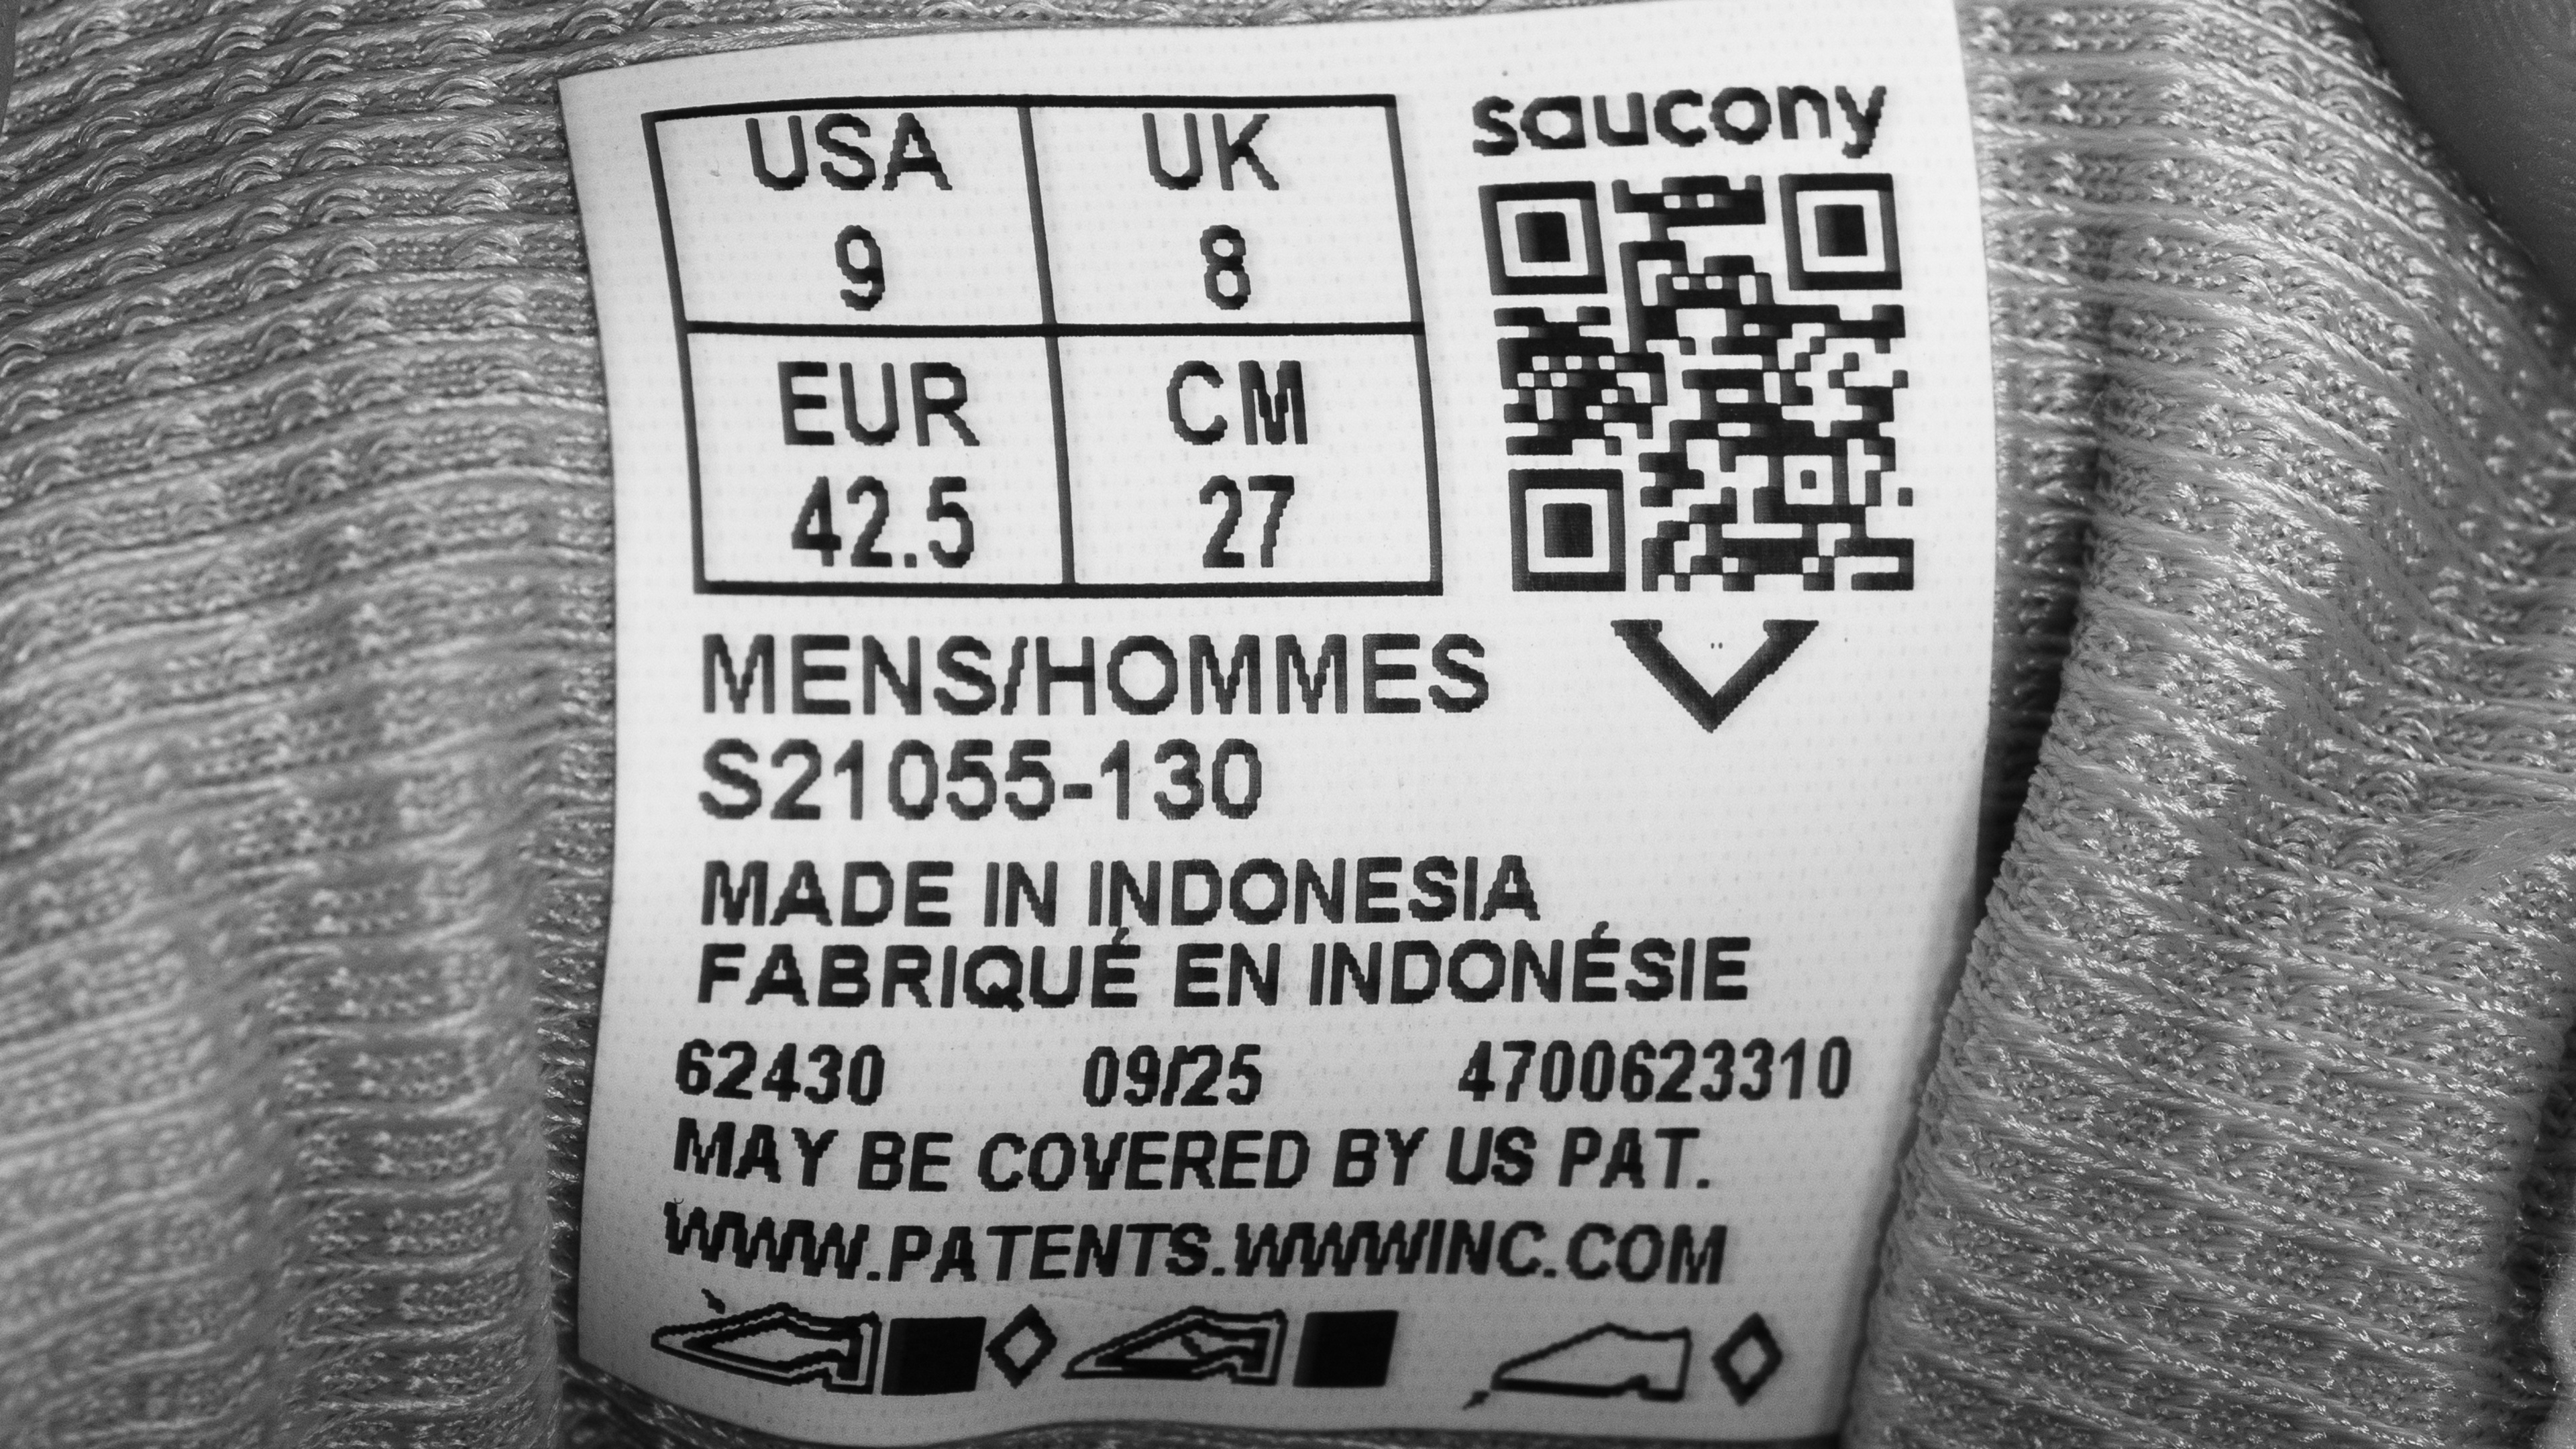 saucony
USA UK
9 8
EUR CM
42.5 27
MENS/HOMMES
S21055-130
MADE IN INDONESIA
FABRIQUÉ EN INDONÉSIE
62430 09/25 4700623310
MAY BE COVERED BY US PAT.
WWW.PATENTS.WWWINC.COM